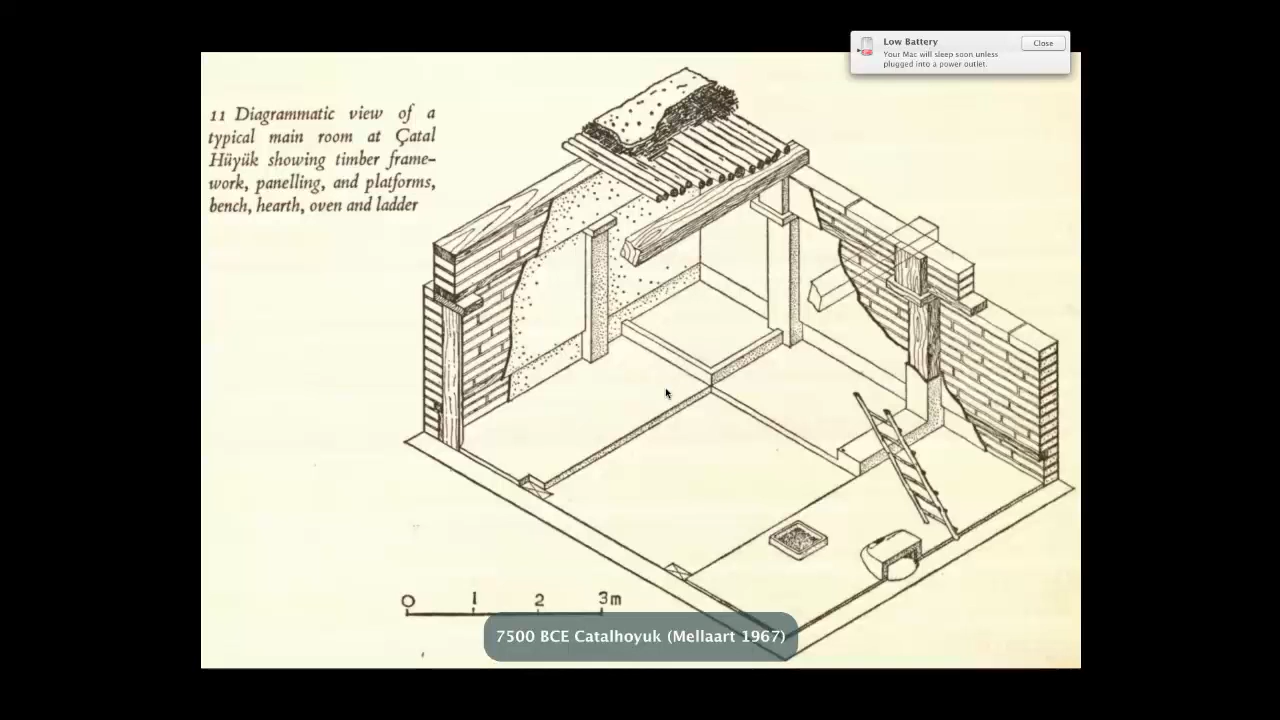 Low Battery
Close
Your Mac will sleep soon unless
plugged into a power outlet.
11 Diagrammatic view of a
typical main room at Çatal
Hüyük showing timber frame-
work, panelling, and platforms,
bench, hearth, oven and ladder
0 1 2 3m
7500 BCE Catalhoyuk (Mellaart 1967)